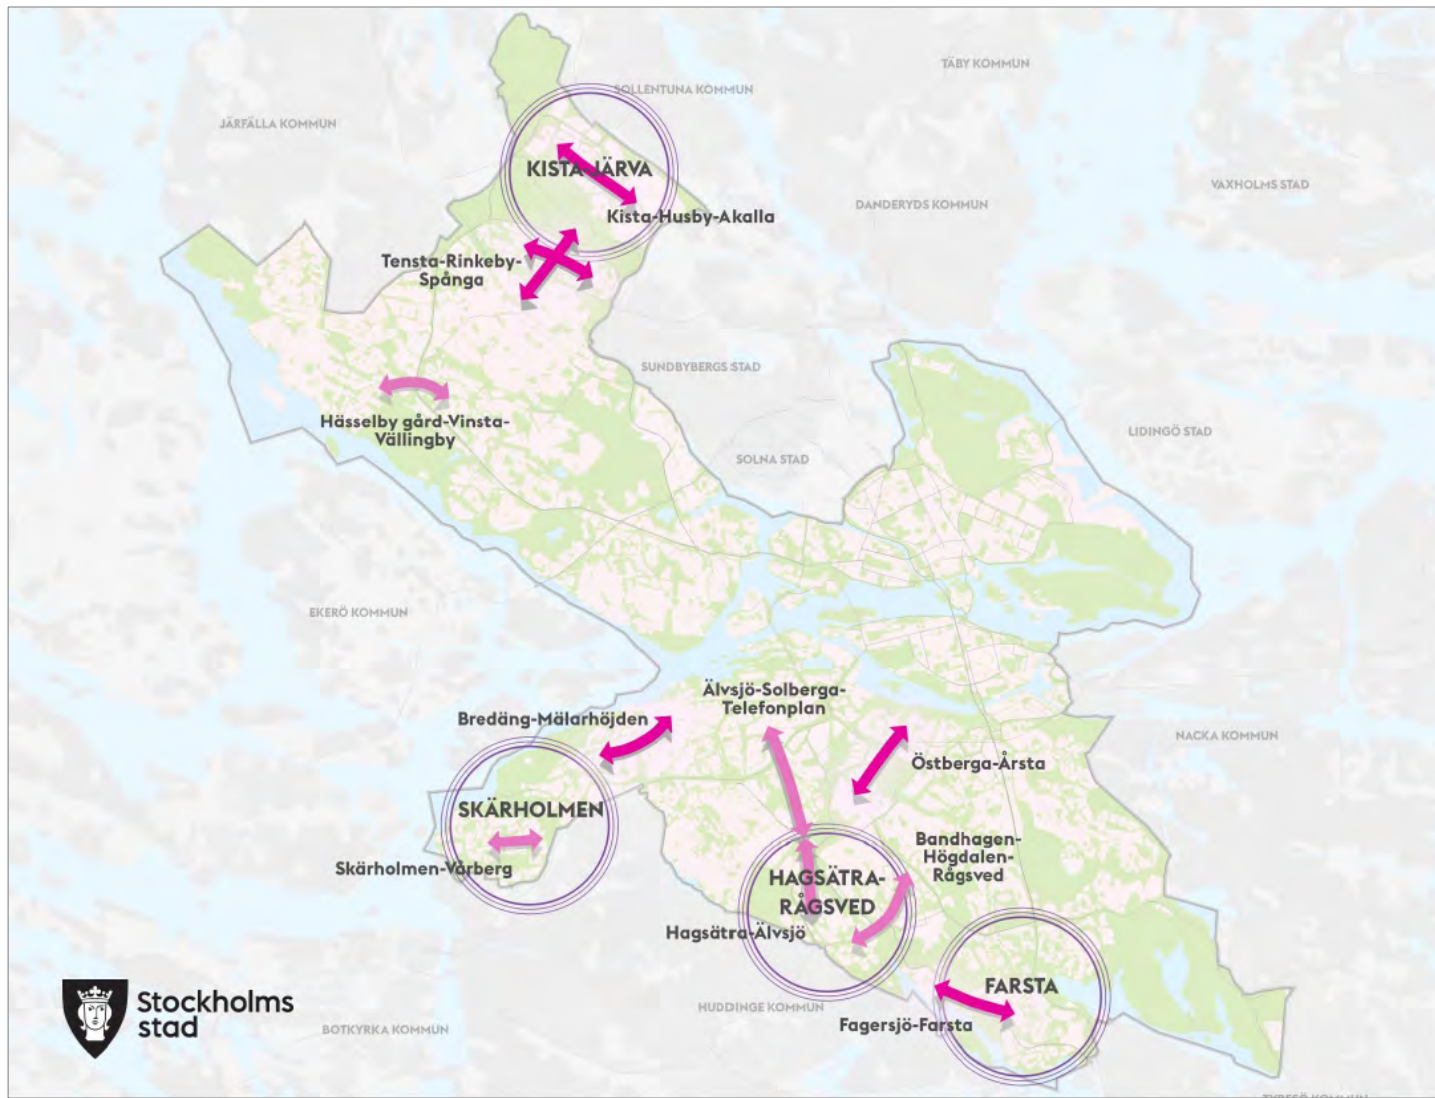 TÄBY KOMMUN
SOLLENTUNA KOMMUN
JÄRFÄLLA KOMMUN
KISTA-JÄRVA
VAXHOLMS STAD
DANDERYDS KOMMUN
Kista-Husby-Akalla
Tensta-Rinkeby-
Spånga
SUNDBYBERGS STAD
Hässelby gård-Vinsta-
Vällingby
LIDINGÖ STAD
SOLNA STAD
EKERÖ KOMMUN
Älvsjö-Solberga-
Telefonplan
Bredäng-Mälarhöjden
NACKA KOMMUN
Östberga-Årsta
SKÄRHOLMEN
Skärholmen-Vårberg
Bandhagen-
Högdalen-
Rågsved
HAGSÄTRA-
RÅGSVED
Hagsätra-Älvsjö
FARSTA
Fagersjö-Farsta
HUDDINGE KOMMUN
BOTKYRKA KOMMUN
Stockholms
stad